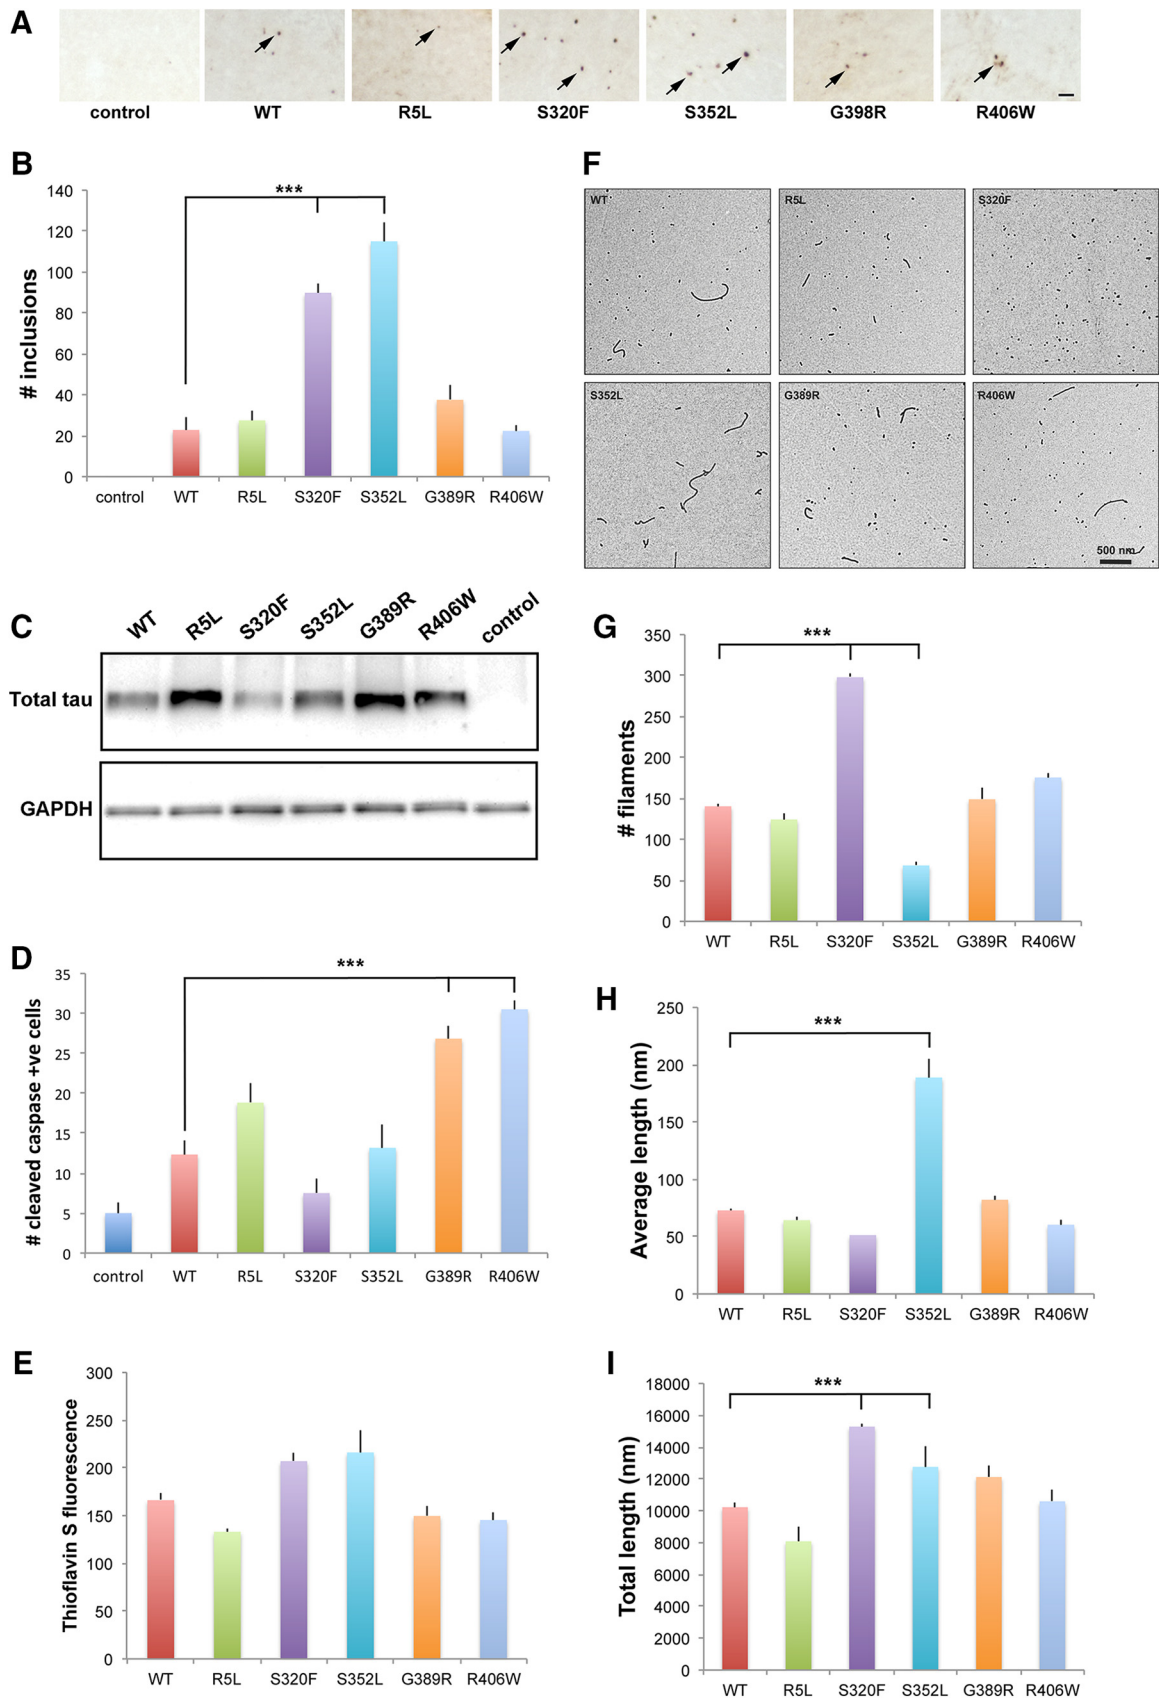 A
control WT R5L S320F S352L G398R R406W
B
# inclusions
140
120
100
80
60
40
20
0
***
control WT R5L S320F S352L G389R R406W
C
WT R5L S320F S352L G389R R406W control
Total tau
GAPDH
D
# cleaved caspase +ve cells
35
30
25
20
15
10
5
0
***
control WT R5L S320F S352L G389R R406W
E
Thioflavin S fluorescence
300
250
200
150
100
50
0
WT R5L S320F S352L G389R R406W
F
WT R5L S320F
S352L G389R R406W
500 nm
G
# filaments
350
300
250
200
150
100
50
0
***
WT R5L S320F S352L G389R R406W
H
Average length (nm)
250
200
150
100
50
0
***
WT R5L S320F S352L G389R R406W
I
Total length (nm)
18000
16000
14000
12000
10000
8000
6000
4000
2000
0
***
WT R5L S320F S352L G389R R406W